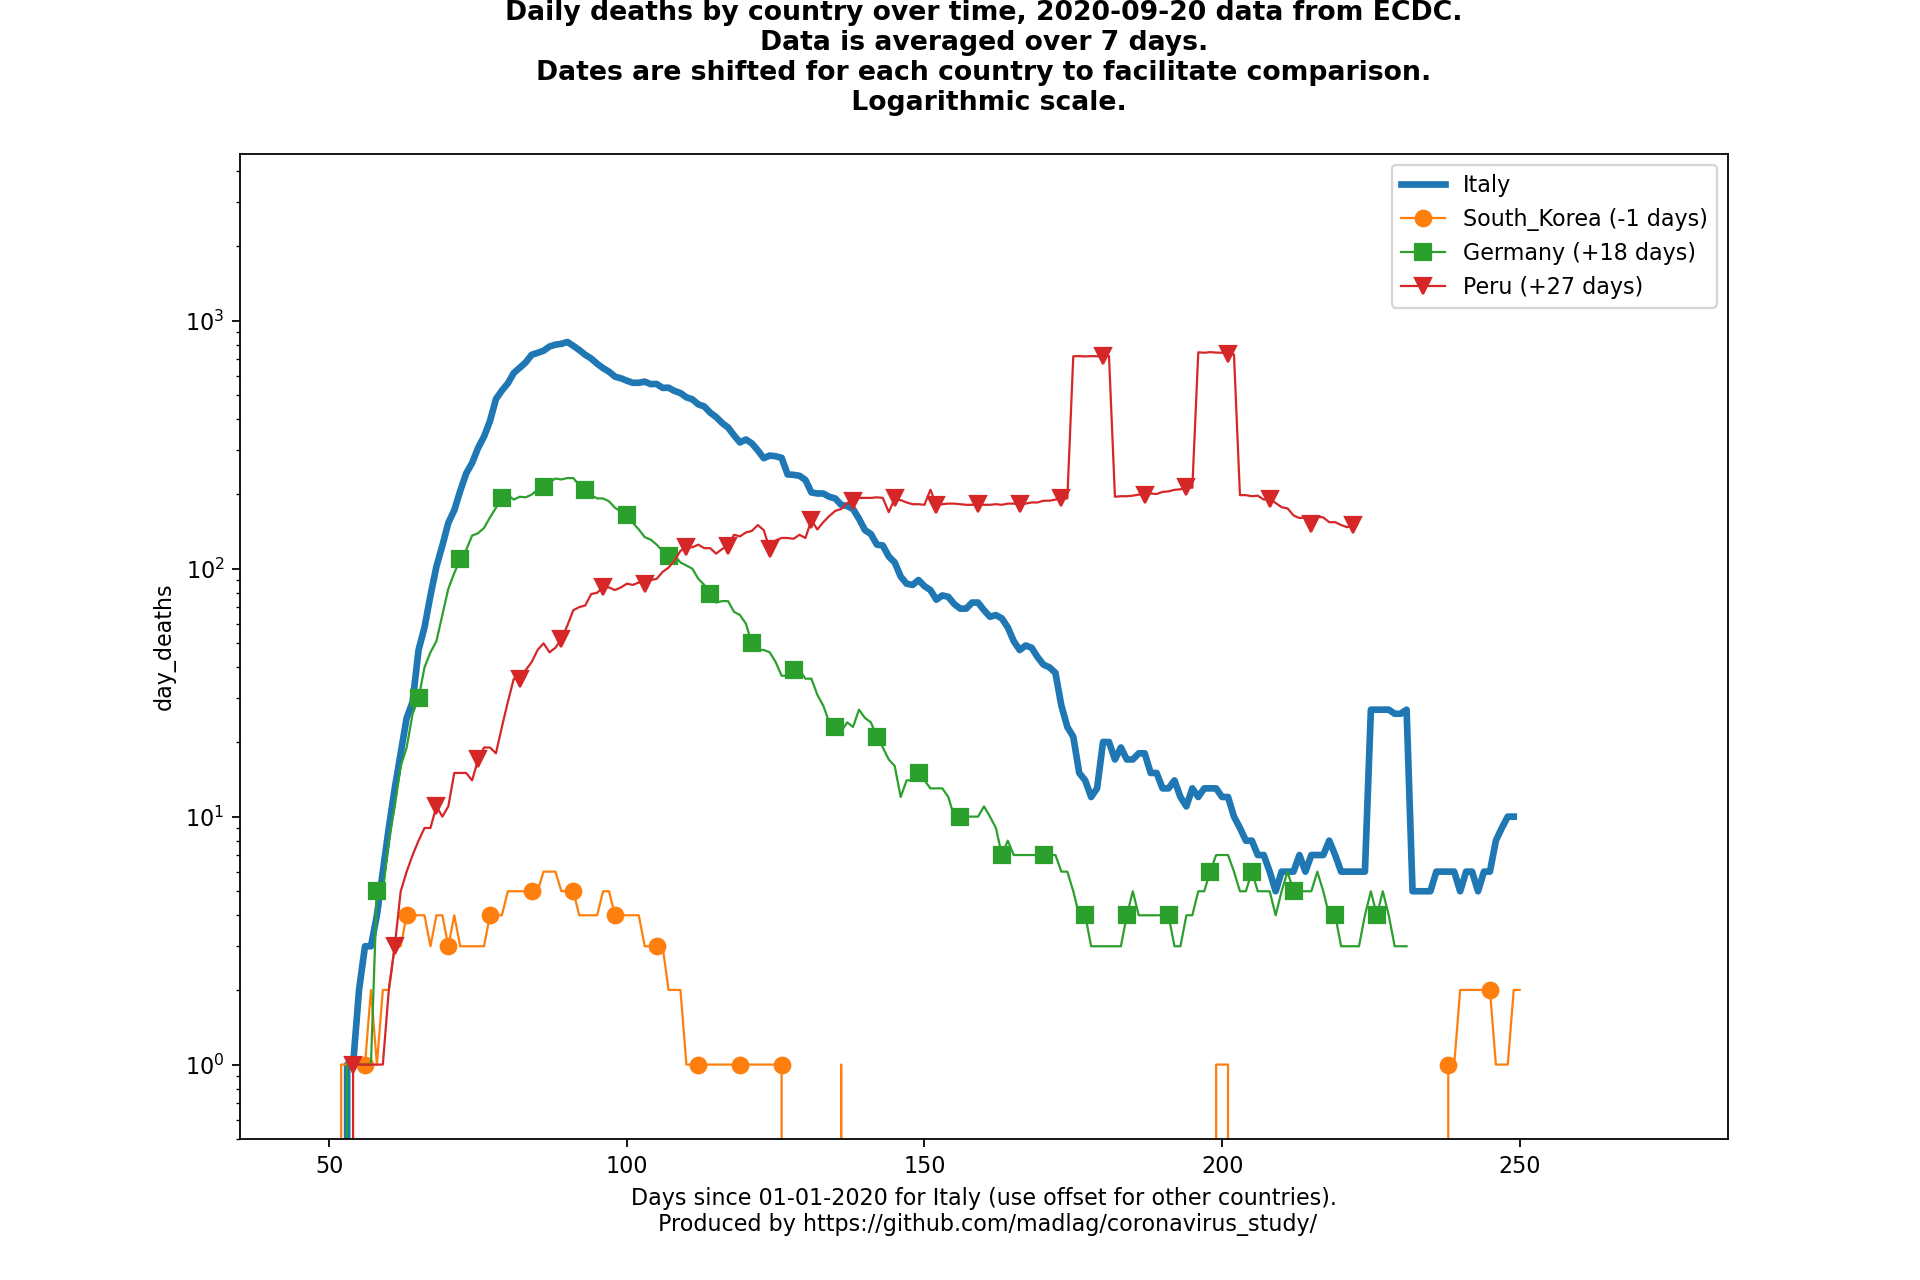 Daily deaths by country over time, 2020-09-20 data from ECDC.
Data is averaged over 7 days.
Dates are shifted for each country to facilitate comparison.
Logarithmic scale.
Italy
South_Korea (-1 days)
Germany (+18 days)
Peru (+27 days)
day_deaths
10³
10²
10¹
10⁰
50 100 150 200 250
Days since 01-01-2020 for Italy (use offset for other countries).
Produced by https://github.com/madlag/coronavirus_study/